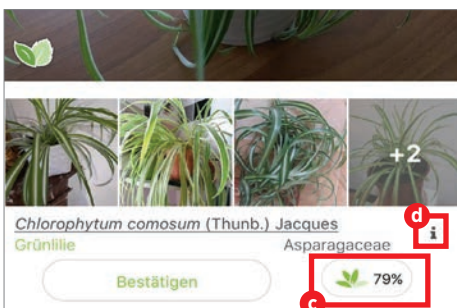 +2
Chlorophytum comosum (Thunb.) Jacques
d
i
Grünlilie Asparagaceae
Bestätigen 79%
c